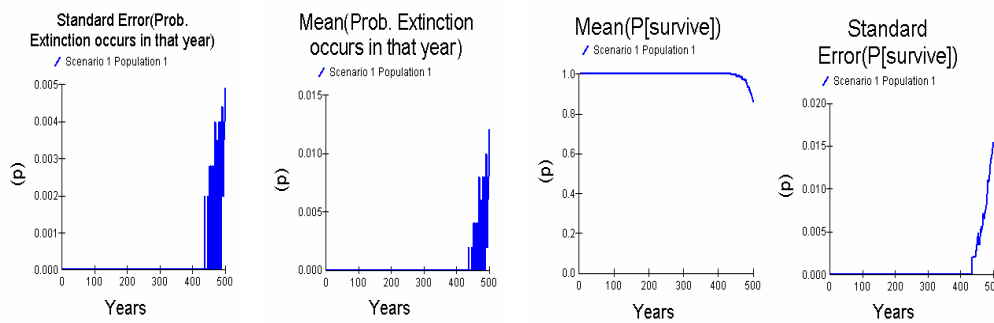 Standard Error(Prob.
Extinction occurs in that year)
Scenario 1 Population 1
0.005
0.004
0.003
0.002
0.001
0.000
(p)
0 100 200 300 400 500
Years
Mean(Prob. Extinction
occurs in that year)
Scenario 1 Population 1
0.015
0.010
0.005
0.000
(p)
0 100 200 300 400 500
Years
Mean(P[survive])
Scenario 1 Population 1
1.0
0.8
0.6
0.4
0.2
0.0
(p)
0 100 200 300 400 500
Years
Standard
Error(P[survive])
Scenario 1 Population 1
0.020
0.015
0.010
0.005
0.000
(p)
0 100 200 300 400 50
Years